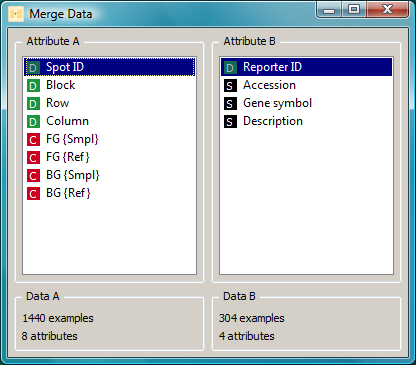 Merge Data
Attribute A
D Spot ID
D Block
D Row
D Column
C FG {Smpl}
C FG {Ref}
C BG {Smpl}
C BG {Ref}
Attribute B
D Reporter ID
S Accession
S Gene symbol
S Description
Data A
1440 examples
8 attributes
Data B
304 examples
4 attributes